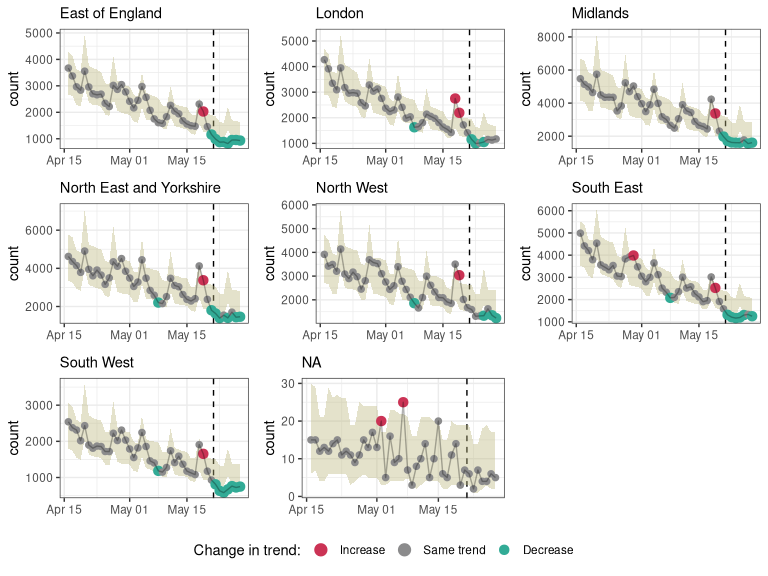 East of England
London
Midlands
count
5000
4000
3000
2000
1000
Apr 15
May 01
May 15
count
5000
4000
3000
2000
1000
Apr 15
May 01
May 15
count
8000
6000
4000
2000
Apr 15
May 01
May 15
North East and Yorkshire
North West
South East
count
6000
4000
2000
Apr 15
May 01
May 15
count
6000
5000
4000
3000
2000
Apr 15
May 01
May 15
count
6000
5000
4000
3000
2000
1000
Apr 15
May 01
May 15
South West
NA
count
3000
2000
1000
Apr 15
May 01
May 15
count
30
20
10
0
Apr 15
May 01
May 15
Change in trend: Increase Same trend Decrease